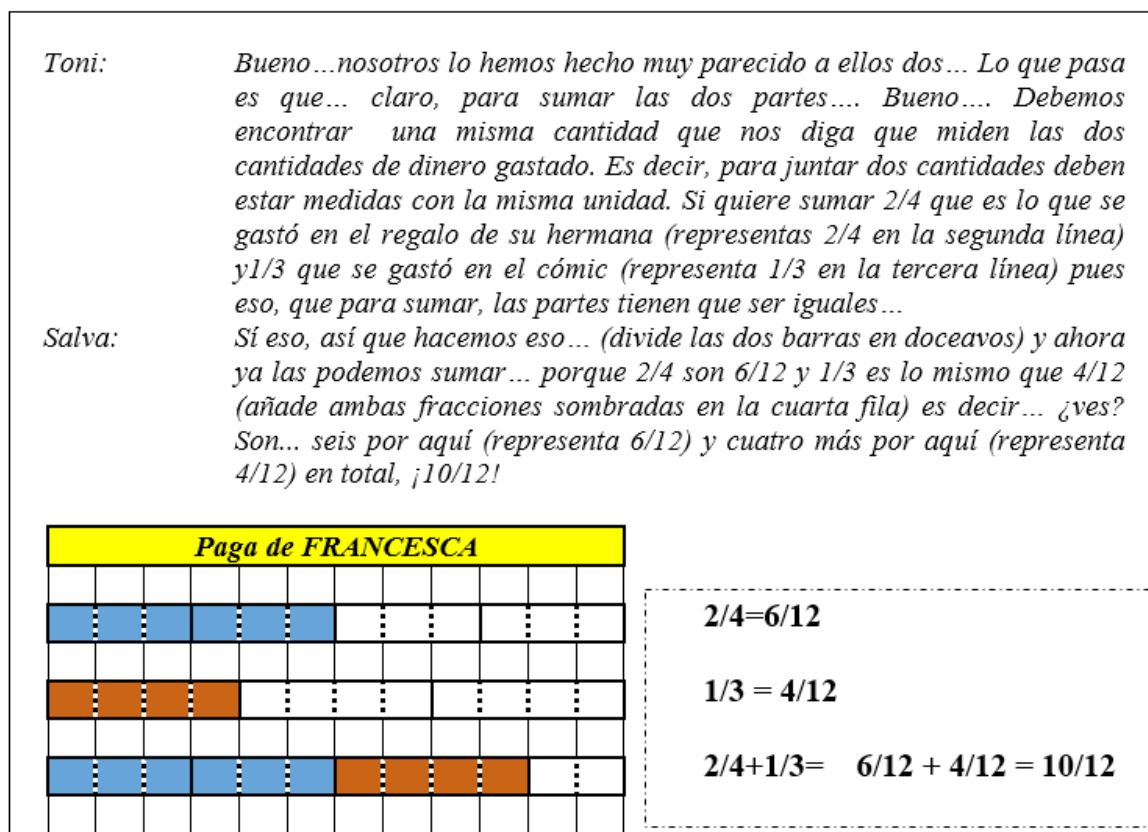 Toni: Bueno…nosotros lo hemos hecho muy parecido a ellos dos… Lo que pasa
es que… claro, para sumar las dos partes…. Bueno…. Debemos
encontrar una misma cantidad que nos diga que miden las dos
cantidades de dinero gastado. Es decir, para juntar dos cantidades deben
estar medidas con la misma unidad. Si quiere sumar 2/4 que es lo que se
gastó en el regalo de su hermana (representas 2/4 en la segunda línea)
y1/3 que se gastó en el cómic (representa 1/3 en la tercera línea) pues
eso, que para sumar, las partes tienen que ser iguales…
Salva: Sí eso, así que hacemos eso… (divide las dos barras en doceavos) y ahora
ya las podemos sumar… porque 2/4 son 6/12 y 1/3 es lo mismo que 4/12
(añade ambas fracciones sombradas en la cuarta fila) es decir… ¿ves?
Son... seis por aquí (representa 6/12) y cuatro más por aquí (representa
4/12) en total, ¡10/12!
Paga de FRANCESCA
2/4=6/12
1/3 = 4/12
2/4+1/3= 6/12 + 4/12 = 10/12